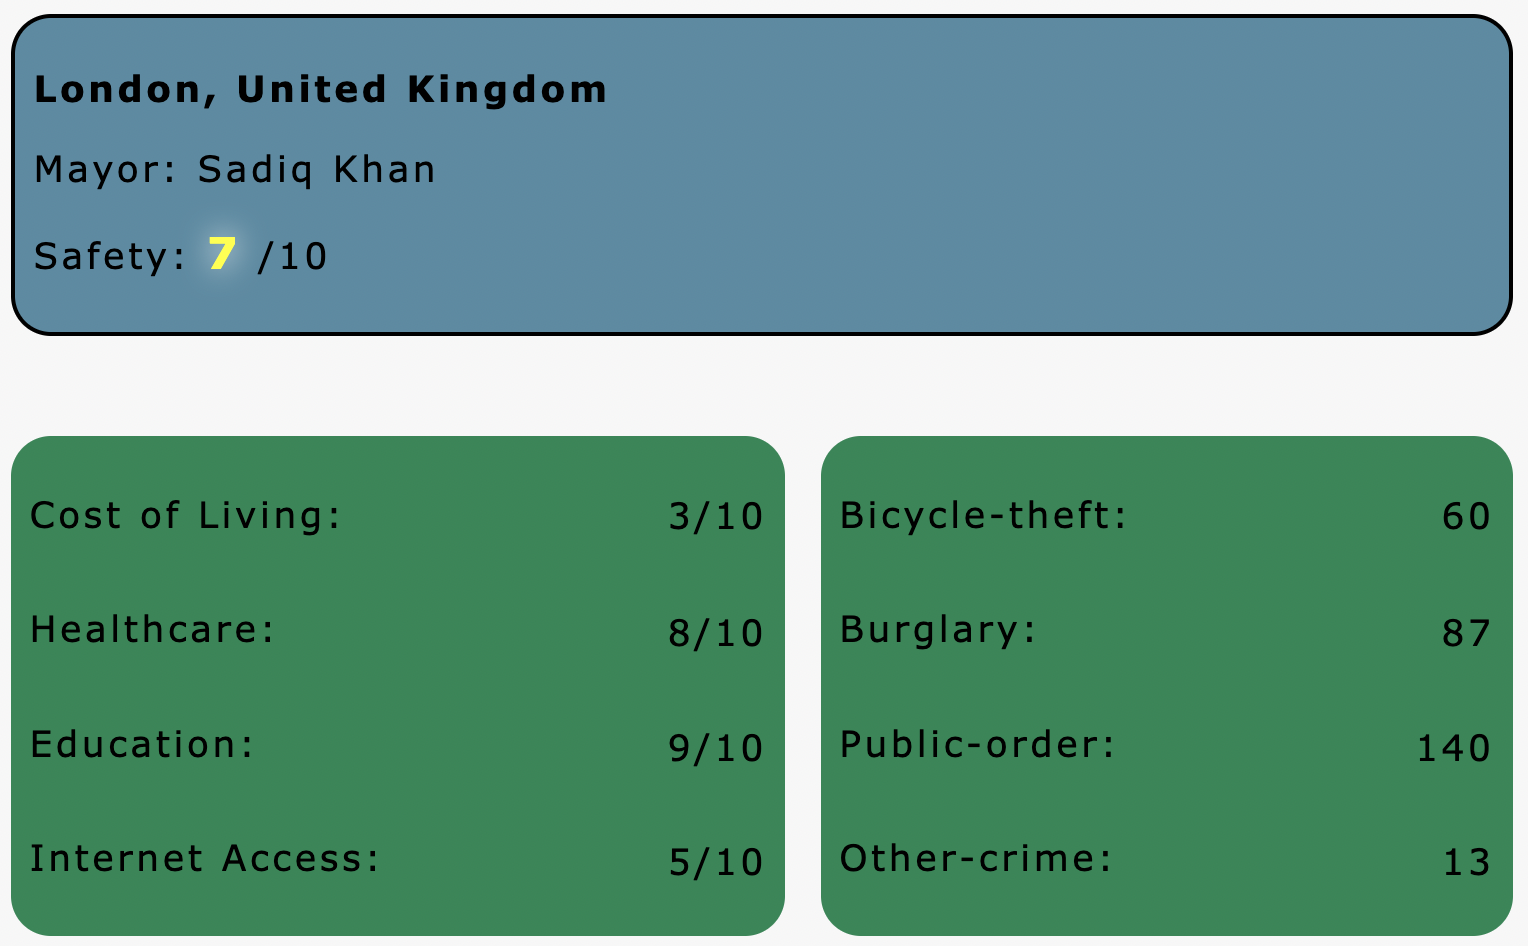 London, United Kingdom
Mayor: Sadiq Khan
Safety: 7 /10
Cost of Living: 3/10
Healthcare: 8/10
Education: 9/10
Internet Access: 5/10
Bicycle-theft: 60
Burglary: 87
Public-order: 140
Other-crime: 13